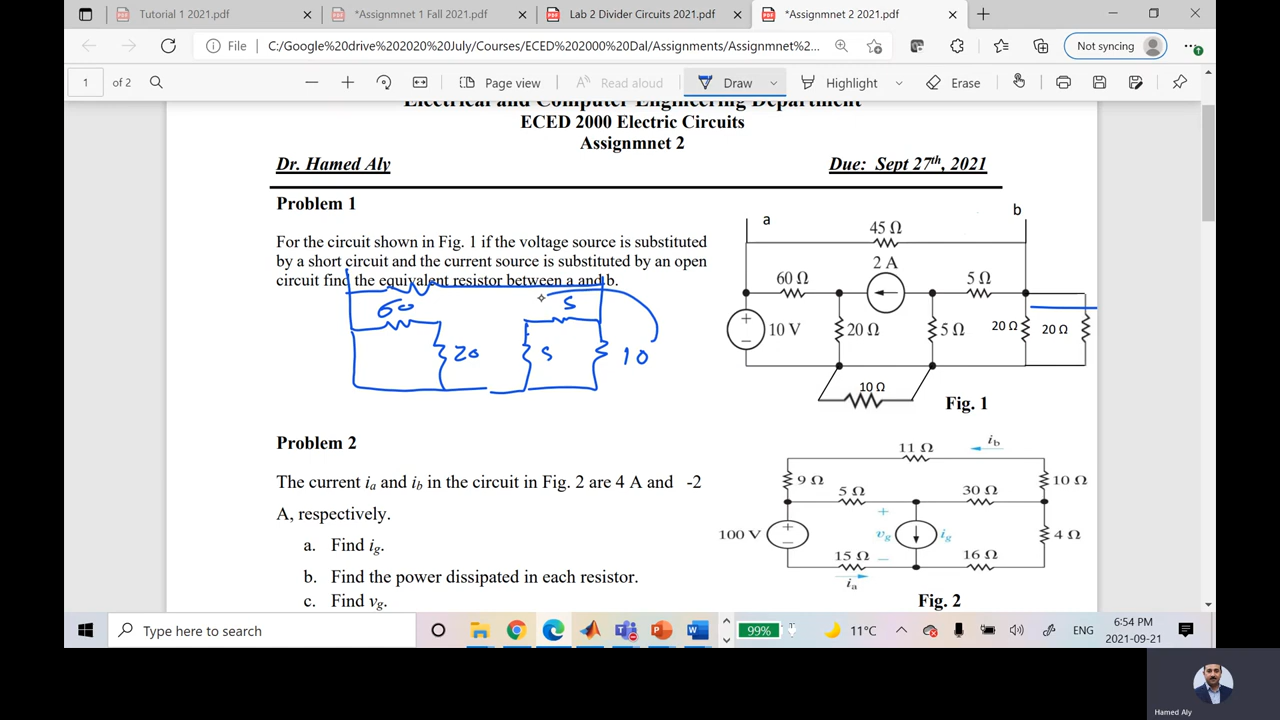 Tutorial 1 2021.pdf
*Assignmnet 1 Fall 2021.pdf
Lab 2 Divider Circuits 2021.pdf
*Assignmnet 2 2021.pdf
File
C:/Google%20drive%202020%20July/Courses/ECED%202000%20Dal/Assignments/Assignmnet%2...
Not syncing
1 of 2
Page view
Read aloud
Draw
Highlight
Erase
Electrical and Computer Engineering Department
ECED 2000 Electric Circuits
Assignmnet 2
Dr. Hamed Aly
Due: Sept 27th, 2021
Problem 1
For the circuit shown in Fig. 1 if the voltage source is substituted
by a short circuit and the current source is substituted by an open
circuit find the equivalent resistor between a and b.
60
5
20
5
10
a
b
45 Ω
2 A
60 Ω
5 Ω
10 V
20 Ω
5 Ω
20 Ω
20 Ω
10 Ω
Fig. 1
Problem 2
The current ia and ib in the circuit in Fig. 2 are 4 A and -2
A, respectively.
a. Find ig.
b. Find the power dissipated in each resistor.
c. Find vg.
11 Ω
ib
9 Ω
5 Ω
30 Ω
10 Ω
100 V
+
vg
−
ig
4 Ω
15 Ω
16 Ω
ia
Fig. 2
Type here to search
99%
11°C
ENG
6:54 PM
2021-09-21
Hamed Aly